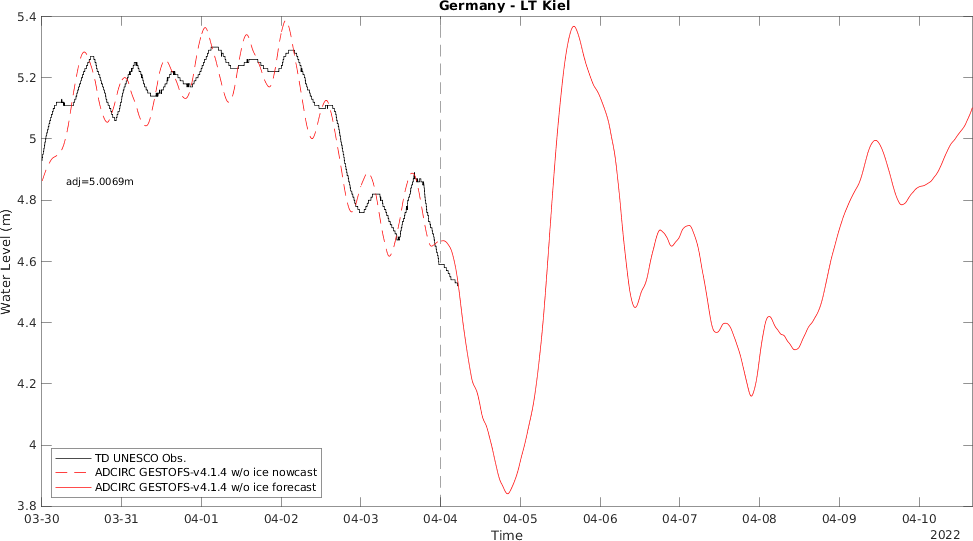 Germany - LT Kiel
5.4
5.2
5
4.8
4.6
4.4
4.2
4
3.8
Water Level (m)
adj=5.0069m
TD UNESCO Obs.
ADCIRC GESTOFS-v4.1.4 w/o ice nowcast
ADCIRC GESTOFS-v4.1.4 w/o ice forecast
03-30 03-31 04-01 04-02 04-03 04-04 04-05 04-06 04-07 04-08 04-09 04-10
Time
2022